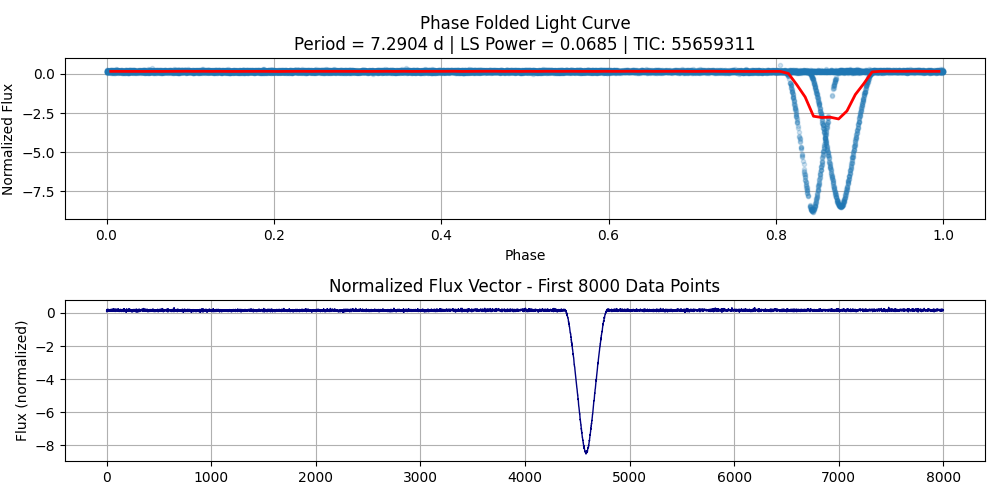 Phase Folded Light Curve
Period = 7.2904 d | LS Power = 0.0685 | TIC: 55659311
Normalized Flux
0.0
−2.5
−5.0
−7.5
0.0 0.2 0.4 0.6 0.8 1.0
Phase
Normalized Flux Vector - First 8000 Data Points
Flux (normalized)
0
−2
−4
−6
−8
0 1000 2000 3000 4000 5000 6000 7000 8000